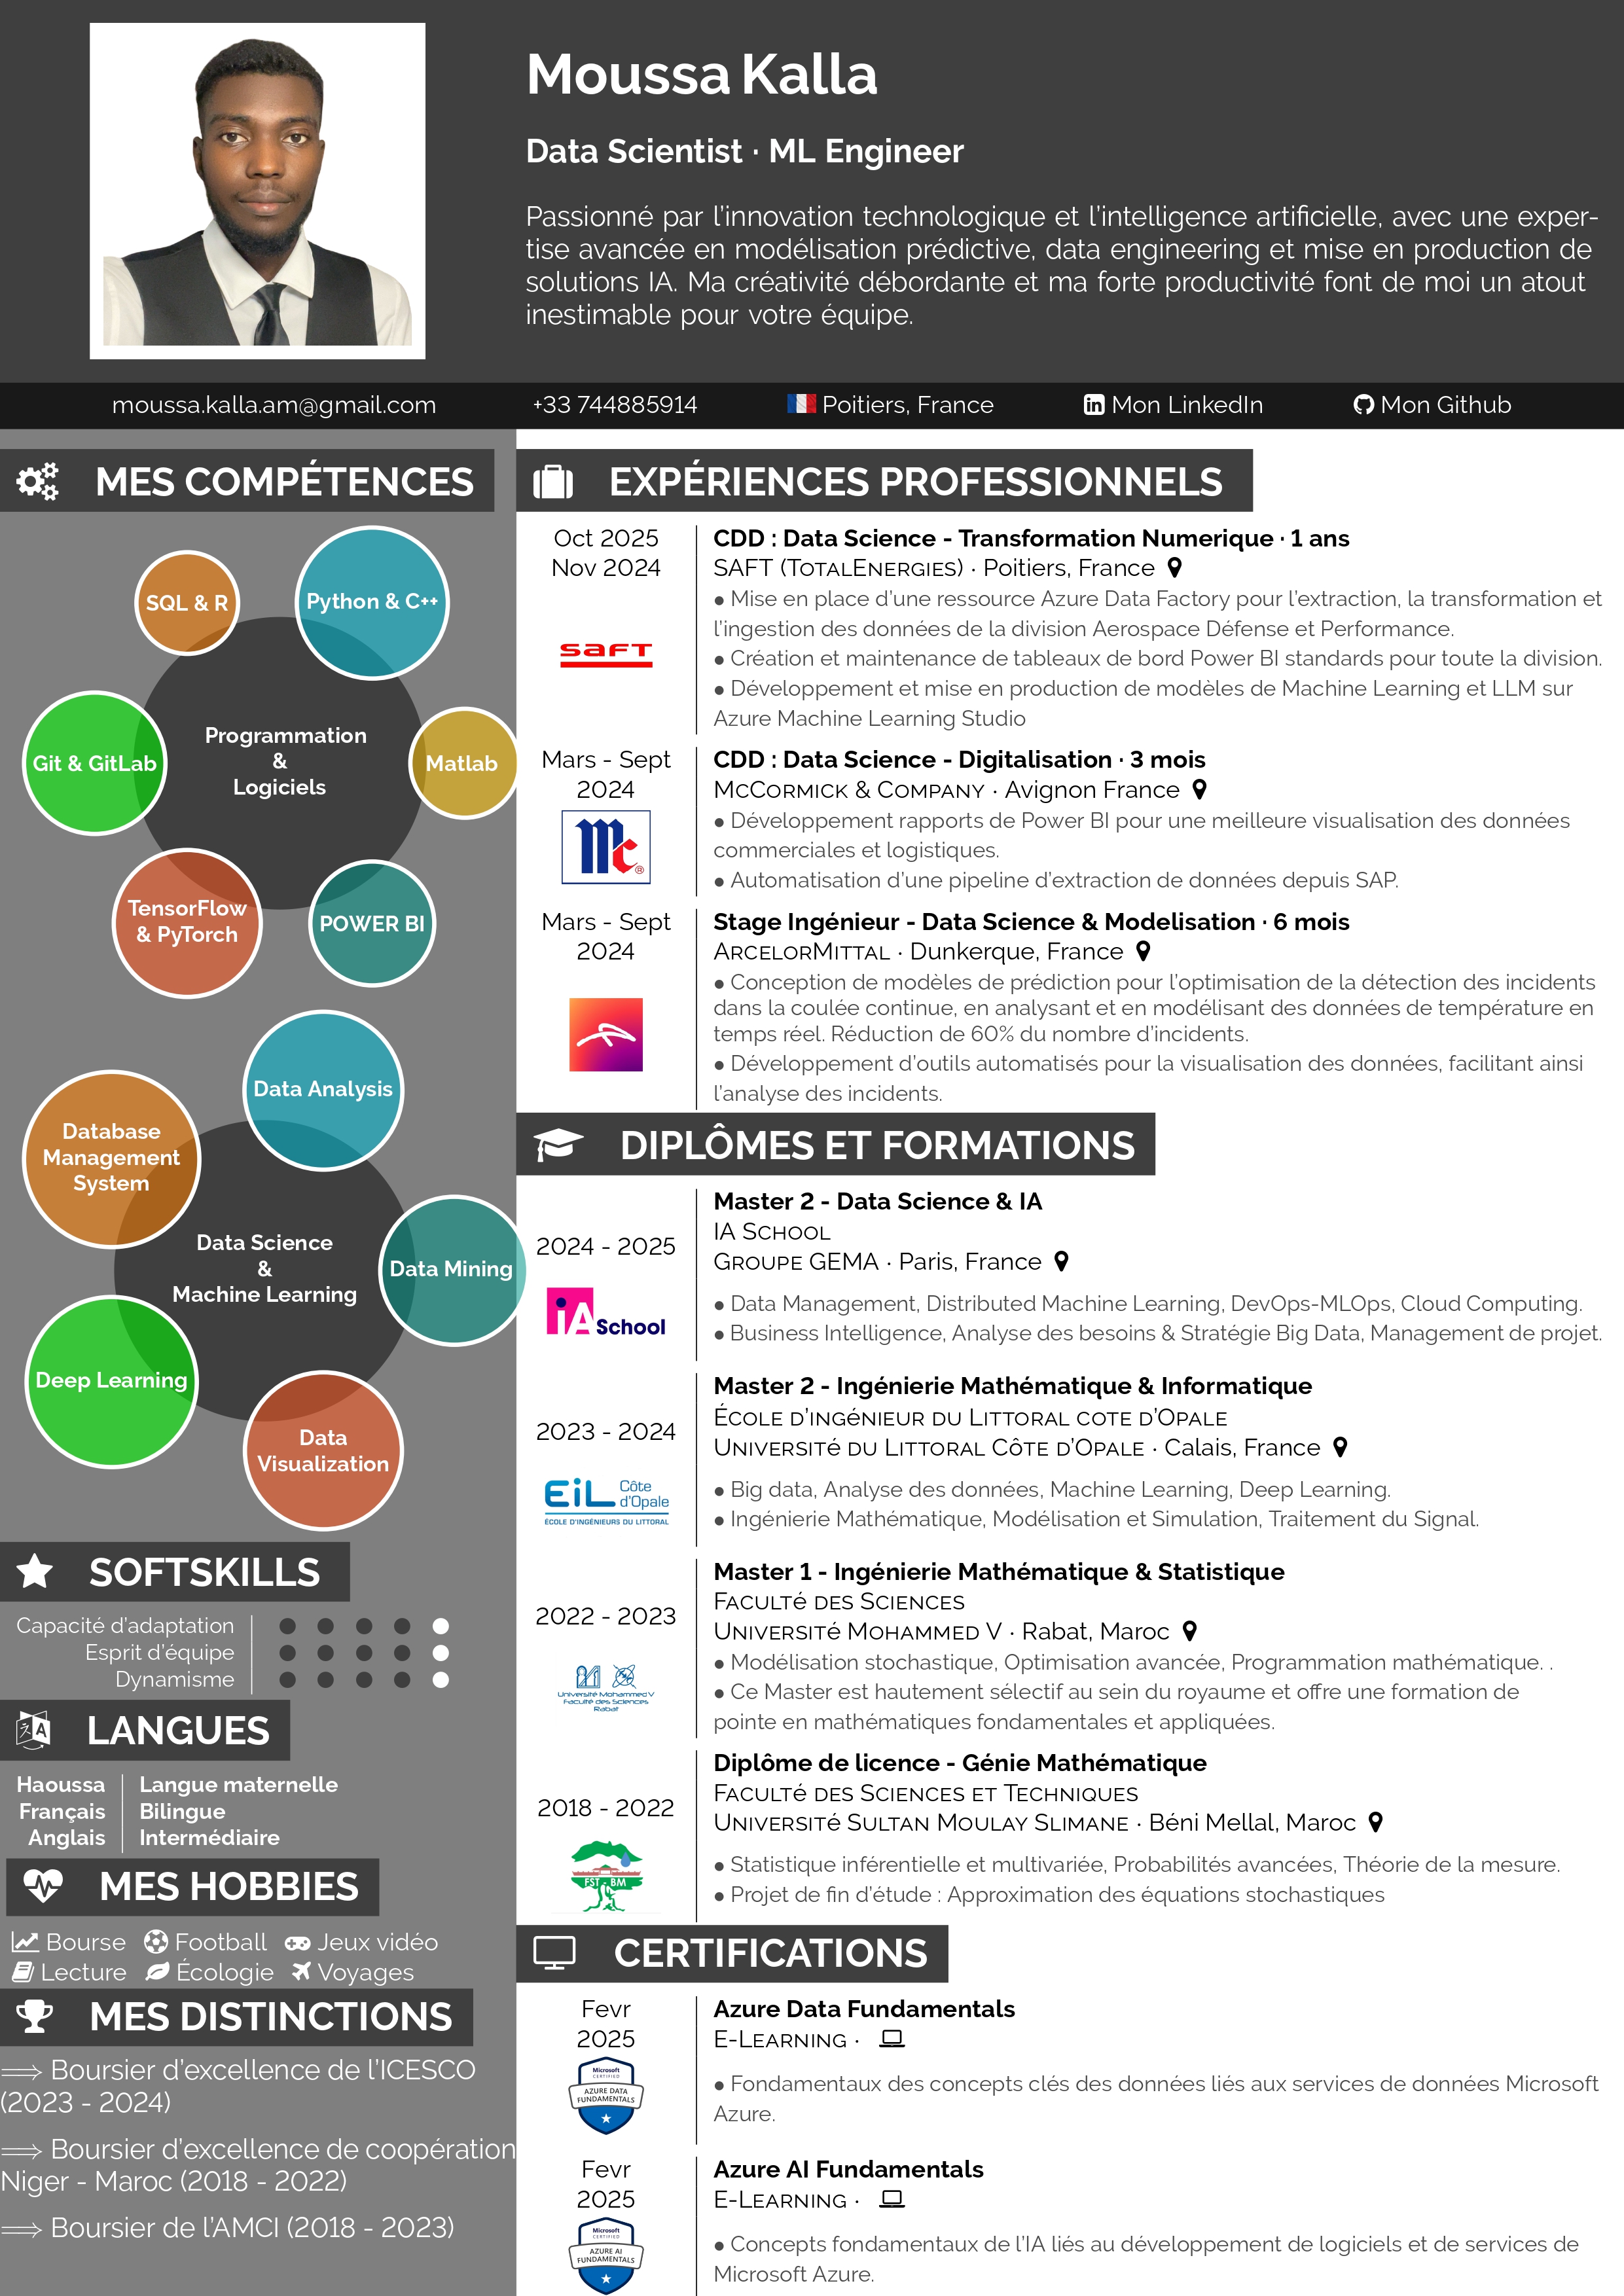 Moussa Kalla
Data Scientist · ML Engineer
Passionné par l'innovation technologique et l'intelligence artificielle, avec une exper-
tise avancée en modélisation prédictive, data engineering et mise en production de
solutions IA. Ma créativité débordante et ma forte productivité font de moi un atout
inestimable pour votre équipe.
moussa.kalla.am@gmail.com +33 744885914 Poitiers, France Mon LinkedIn Mon Github
MES COMPÉTENCES
SQL & R
Python & C++
Git & GitLab
Programmation
&
Logiciels
Matlab
TensorFlow
& PyTorch
POWER BI
Data Analysis
Database
Management
System
Data Science
&
Machine Learning
Data Mining
Deep Learning
Data
Visualization
SOFTSKILLS
Capacité d'adaptation
Esprit d'équipe
Dynamisme
LANGUES
Haoussa Langue maternelle
Français Bilingue
Anglais Intermédiaire
MES HOBBIES
Bourse Football Jeux vidéo
Lecture Écologie Voyages
MES DISTINCTIONS
⟹ Boursier d'excellence de l'ICESCO
(2023 - 2024)
⟹ Boursier d'excellence de coopération
Niger - Maroc (2018 - 2022)
⟹ Boursier de l'AMCI (2018 - 2023)
EXPÉRIENCES PROFESSIONNELS
Oct 2025
Nov 2024
saft
CDD : Data Science - Transformation Numerique · 1 ans
SAFT (TotalEnergies) · Poitiers, France
● Mise en place d'une ressource Azure Data Factory pour l'extraction, la transformation et
l'ingestion des données de la division Aerospace Défense et Performance.
● Création et maintenance de tableaux de bord Power BI standards pour toute la division.
● Développement et mise en production de modèles de Machine Learning et LLM sur
Azure Machine Learning Studio
Mars - Sept
2024
Mc®
CDD : Data Science - Digitalisation · 3 mois
McCormick & Company · Avignon France
● Développement rapports de Power BI pour une meilleure visualisation des données
commerciales et logistiques.
● Automatisation d'une pipeline d'extraction de données depuis SAP.
Mars - Sept
2024
Stage Ingénieur - Data Science & Modelisation · 6 mois
ArcelorMittal · Dunkerque, France
● Conception de modèles de prédiction pour l'optimisation de la détection des incidents
dans la coulée continue, en analysant et en modélisant des données de température en
temps réel. Réduction de 60% du nombre d'incidents.
● Développement d'outils automatisés pour la visualisation des données, facilitant ainsi
l'analyse des incidents.
DIPLÔMES ET FORMATIONS
2024 - 2025
iA School
Master 2 - Data Science & IA
IA School
Groupe GEMA · Paris, France
● Data Management, Distributed Machine Learning, DevOps-MLOps, Cloud Computing.
● Business Intelligence, Analyse des besoins & Stratégie Big Data, Management de projet.
2023 - 2024
EiL Côte
d'Opale
ÉCOLE D'INGÉNIEURS DU LITTORAL
Master 2 - Ingénierie Mathématique & Informatique
École d'ingénieur du Littoral cote d'Opale
Université du Littoral Côte d'Opale · Calais, France
● Big data, Analyse des données, Machine Learning, Deep Learning.
● Ingénierie Mathématique, Modélisation et Simulation, Traitement du Signal.
2022 - 2023
Université Mohammed V
Faculté des Sciences
Rabat
Master 1 - Ingénierie Mathématique & Statistique
Faculté des Sciences
Université Mohammed V · Rabat, Maroc
● Modélisation stochastique, Optimisation avancée, Programmation mathématique. .
● Ce Master est hautement sélectif au sein du royaume et offre une formation de
pointe en mathématiques fondamentales et appliquées.
2018 - 2022
FST - BM
Diplôme de licence - Génie Mathématique
Faculté des Sciences et Techniques
Université Sultan Moulay Slimane · Béni Mellal, Maroc
● Statistique inférentielle et multivariée, Probabilités avancées, Théorie de la mesure.
● Projet de fin d'étude : Approximation des équations stochastiques
CERTIFICATIONS
Fevr
2025
Microsoft
CERTIFIED
AZURE DATA
FUNDAMENTALS
Azure Data Fundamentals
E-Learning ·
● Fondamentaux des concepts clés des données liés aux services de données Microsoft
Azure.
Fevr
2025
Microsoft
CERTIFIED
AZURE AI
FUNDAMENTALS
Azure AI Fundamentals
E-Learning ·
● Concepts fondamentaux de l'IA liés au développement de logiciels et de services de
Microsoft Azure.